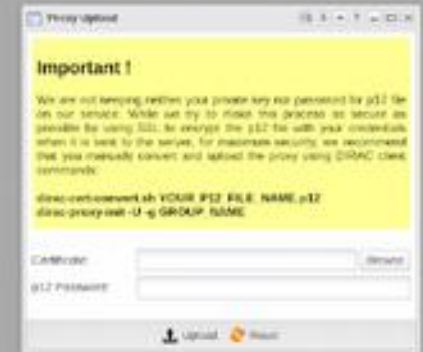 Proxy Upload
Important !
We are not keeping neither your private key nor password for p12 file
on our service. While we try to make this process as secure as
possible by using SSL to encrypt the p12 file with your credentials
when it is sent to the server, for maximum security, we recommend
that you manually convert and upload the proxy using DIRAC client
commands:
dirac-cert-convert.sh YOUR_P12_FILE_NAME.p12
dirac-proxy-init -U -g GROUP_NAME
Certificate:
Browse
p12 Password:
Upload
Reset